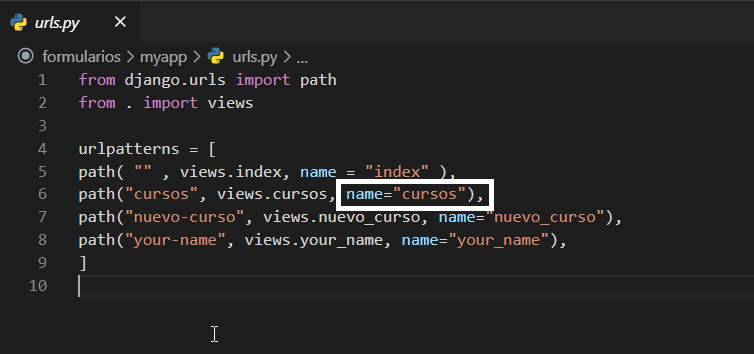 urls.py
formularios > myapp > urls.py > ...
1 from django.urls import path
2 from . import views
3
4 urlpatterns = [
5 path( "" , views.index, name = "index" ),
6 path("cursos", views.cursos, name="cursos"),
7 path("nuevo-curso", views.nuevo_curso, name="nuevo_curso"),
8 path("your-name", views.your_name, name="your_name"),
9 ]
10